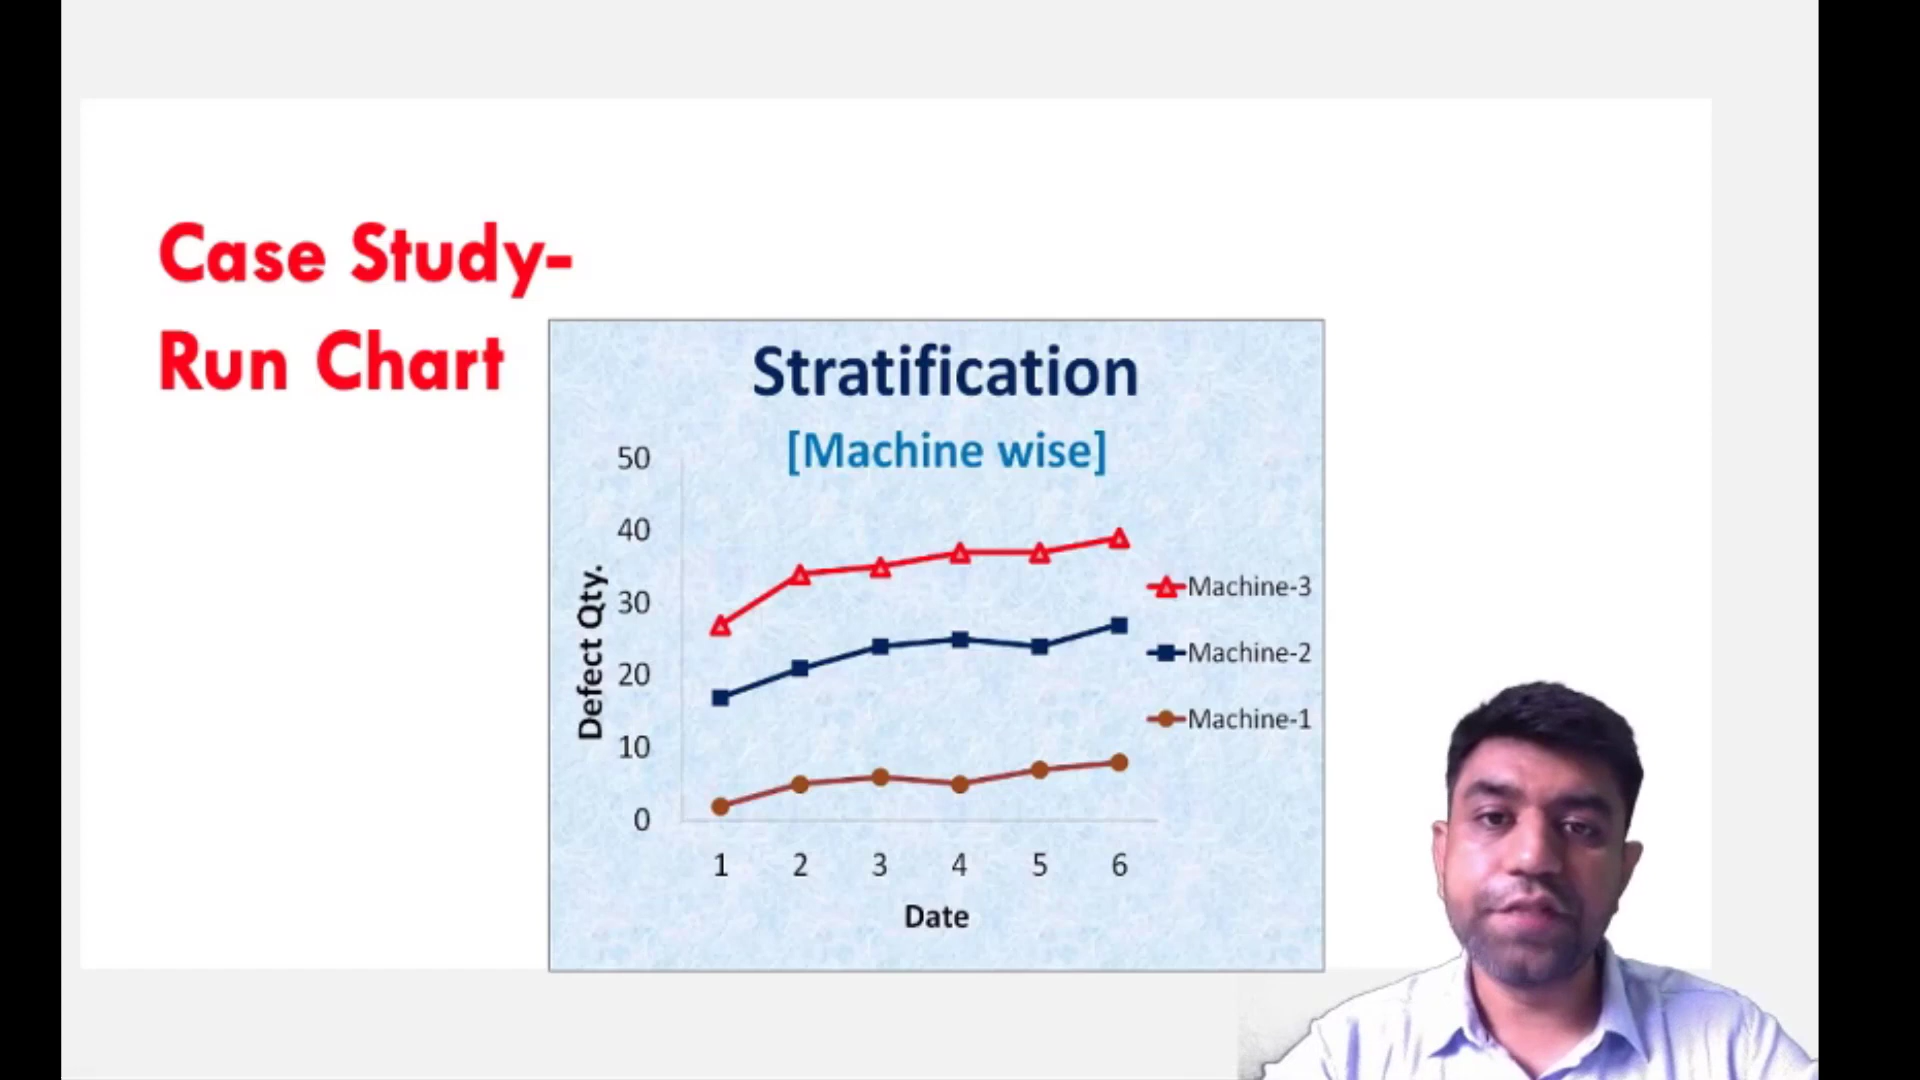 Case Study-
Run Chart
Stratification
[Machine wise]
50
40
30
20
10
0
Defect Qty.
1 2 3 4 5 6
Date
Machine-3
Machine-2
Machine-1